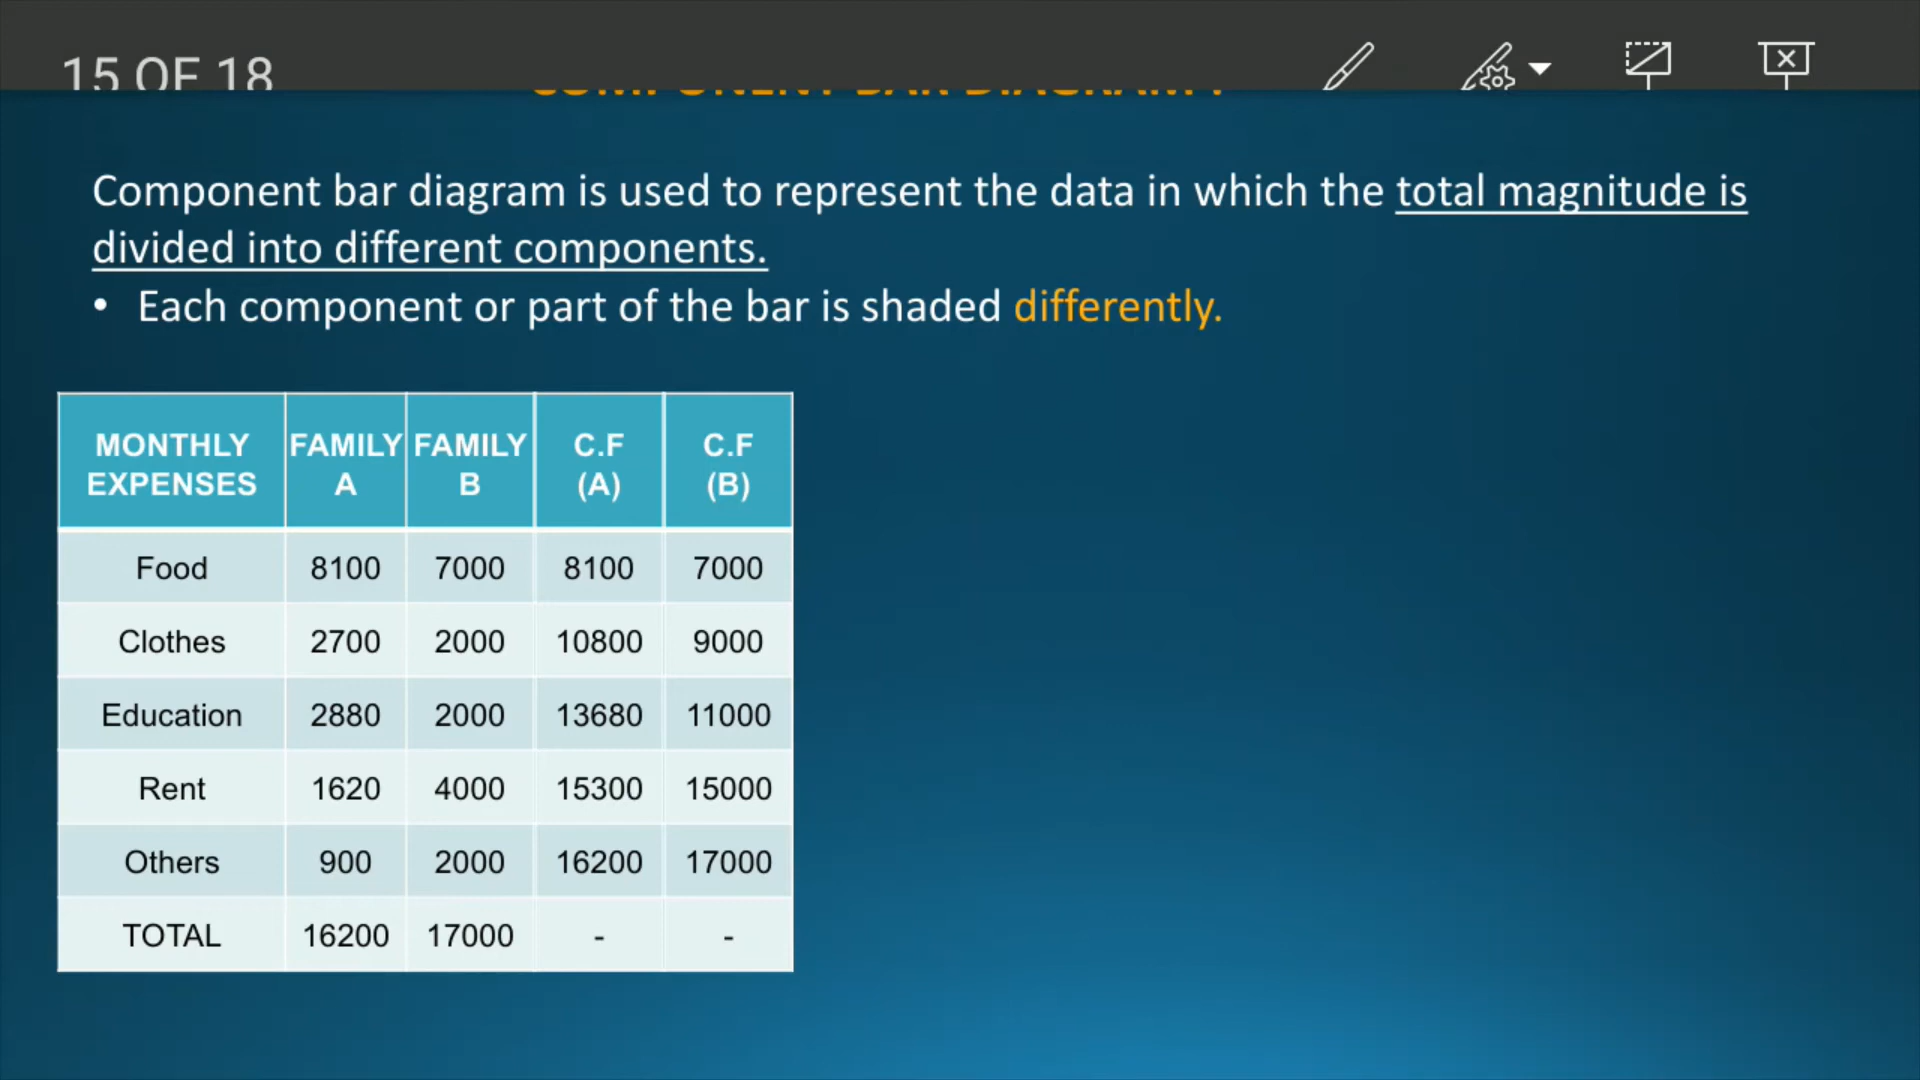 15 OF 18
COMPONENT BAR DIAGRAM :
Component bar diagram is used to represent the data in which the total magnitude is
divided into different components.
• Each component or part of the bar is shaded differently.
MONTHLY EXPENSES FAMILY A FAMILY B C.F (A) C.F (B)
Food 8100 7000 8100 7000
Clothes 2700 2000 10800 9000
Education 2880 2000 13680 11000
Rent 1620 4000 15300 15000
Others 900 2000 16200 17000
TOTAL 16200 17000 - -